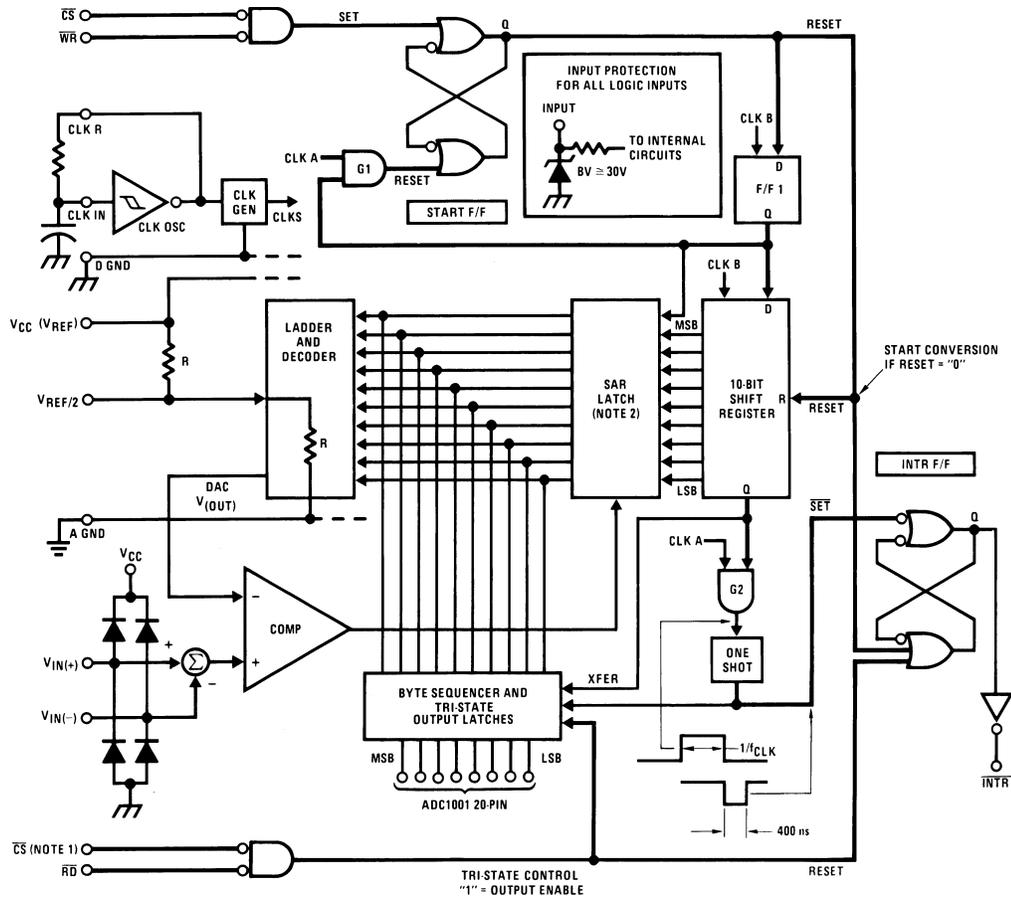 CS
WR
SET
Q
RESET
INPUT PROTECTION
FOR ALL LOGIC INPUTS
INPUT
TO INTERNAL
CIRCUITS
BV ≅ 30V
CLK R
CLK IN
CLK OSC
CLK
GEN
CLKS
D GND
CLK A
G1
RESET
START F/F
CLK B
D
F/F 1
Q
CLK B
VCC (VREF)
R
VREF/2
LADDER
AND
DECODER
R
DAC
V(OUT)
A GND
SAR
LATCH
(NOTE 2)
MSB
LSB
D
10-BIT
SHIFT
REGISTER
R
Q
RESET
START CONVERSION
IF RESET = "0"
INTR F/F
SET
Q
VCC
VIN(+)
VIN(−)
+
Σ
−
−
+
COMP
CLK A
G2
ONE
SHOT
XFER
BYTE SEQUENCER AND
TRI-STATE
OUTPUT LATCHES
MSB
LSB
ADC1001 20-PIN
1/fCLK
400 ns
INTR
CS (NOTE 1)
RD
TRI-STATE CONTROL
"1" = OUTPUT ENABLE
RESET